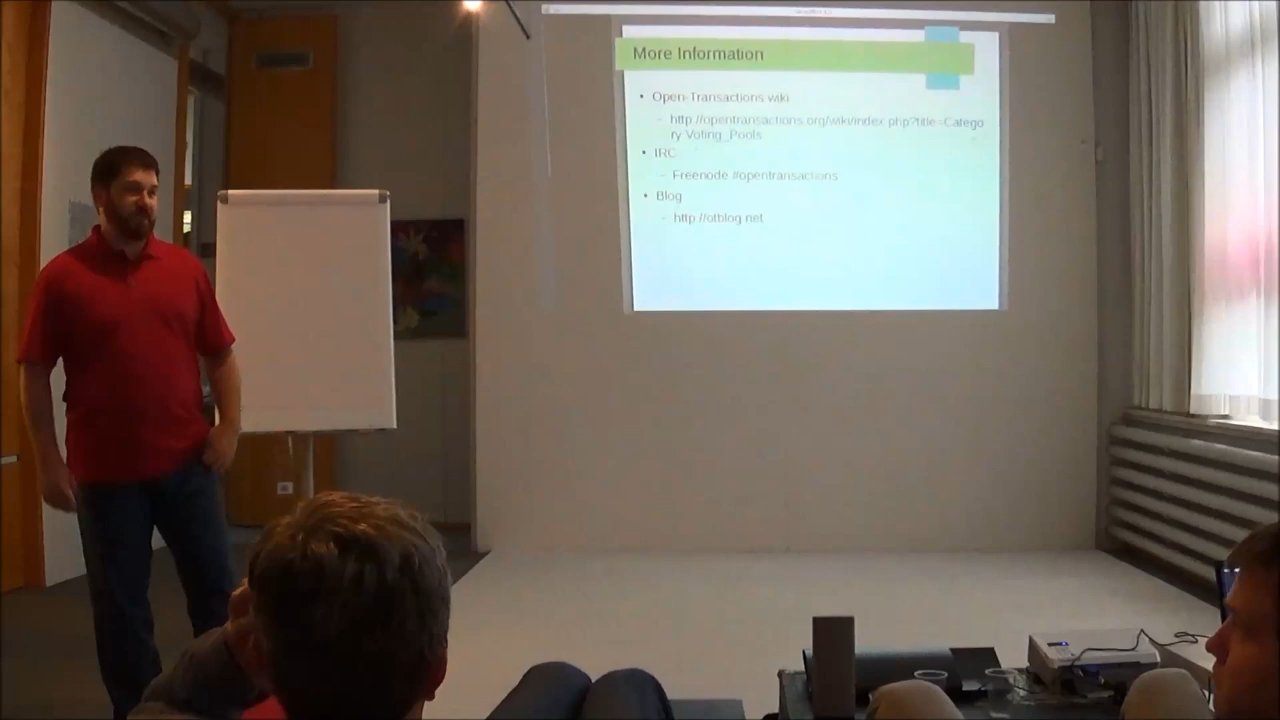 More Information
• Open-Transactions wiki
– http://opentransactions.org/wiki/index.php?title=Catego
ry:Voting_Pools
• IRC
– Freenode #opentransactions
• Blog
– http://otblog.net